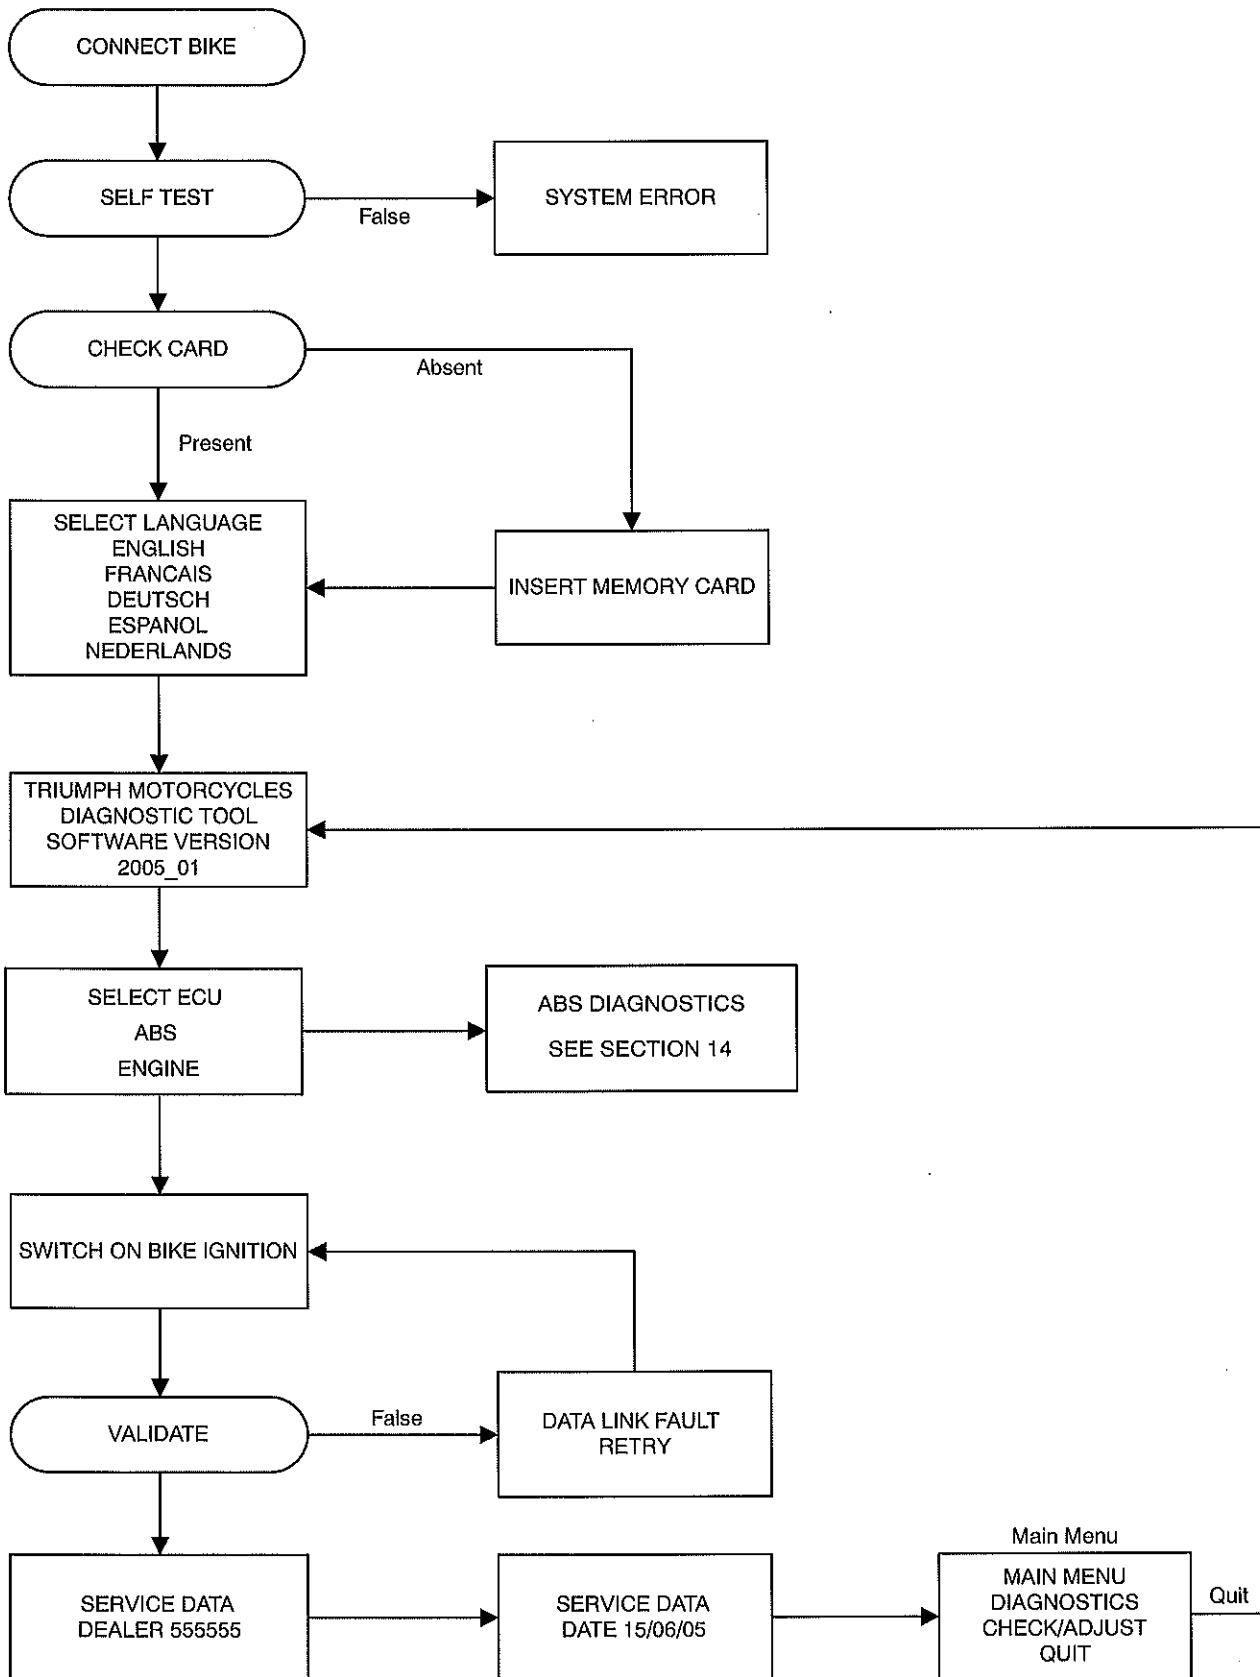 CONNECT BIKE
SELF TEST
False
SYSTEM ERROR
CHECK CARD
Absent
Present
SELECT LANGUAGE
ENGLISH
FRANCAIS
DEUTSCH
ESPANOL
NEDERLANDS
INSERT MEMORY CARD
TRIUMPH MOTORCYCLES
DIAGNOSTIC TOOL
SOFTWARE VERSION
2005_01
SELECT ECU
ABS
ENGINE
ABS DIAGNOSTICS
SEE SECTION 14
SWITCH ON BIKE IGNITION
VALIDATE
False
DATA LINK FAULT
RETRY
SERVICE DATA
DEALER 555555
SERVICE DATA
DATE 15/06/05
Main Menu
MAIN MENU
DIAGNOSTICS
CHECK/ADJUST
QUIT
Quit